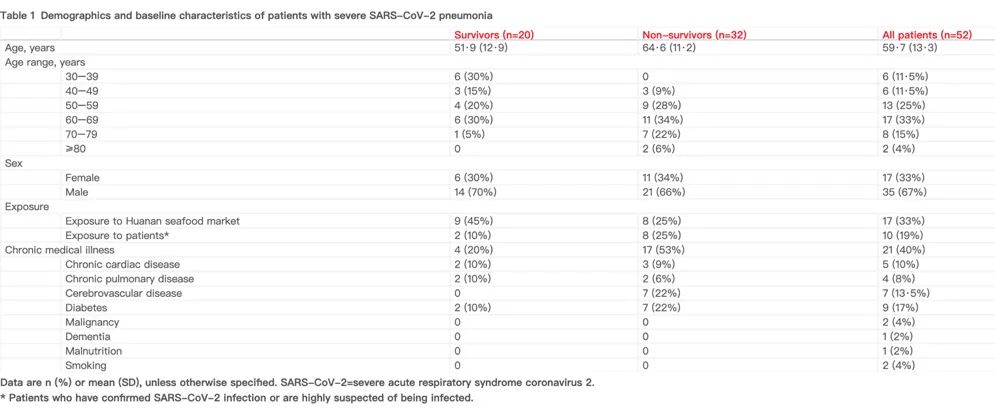 Table 1 Demographics and baseline characteristics of patients with severe SARS-CoV-2 pneumonia
Survivors (n=20) Non-survivors (n=32) All patients (n=52)
Age, years 51·9 (12·9) 64·6 (11·2) 59·7 (13·3)
Age range, years
30–39 6 (30%) 0 6 (11·5%)
40–49 3 (15%) 3 (9%) 6 (11·5%)
50–59 4 (20%) 9 (28%) 13 (25%)
60–69 6 (30%) 11 (34%) 17 (33%)
70–79 1 (5%) 7 (22%) 8 (15%)
≥80 0 2 (6%) 2 (4%)
Sex
Female 6 (30%) 11 (34%) 17 (33%)
Male 14 (70%) 21 (66%) 35 (67%)
Exposure
Exposure to Huanan seafood market 9 (45%) 8 (25%) 17 (33%)
Exposure to patients* 2 (10%) 8 (25%) 10 (19%)
Chronic medical illness 4 (20%) 17 (53%) 21 (40%)
Chronic cardiac disease 2 (10%) 3 (9%) 5 (10%)
Chronic pulmonary disease 2 (10%) 2 (6%) 4 (8%)
Cerebrovascular disease 0 7 (22%) 7 (13·5%)
Diabetes 2 (10%) 7 (22%) 9 (17%)
Malignancy 0 0 2 (4%)
Dementia 0 0 1 (2%)
Malnutrition 0 0 1 (2%)
Smoking 0 0 2 (4%)
Data are n (%) or mean (SD), unless otherwise specified. SARS-CoV-2=severe acute respiratory syndrome coronavirus 2.
* Patients who have confirmed SARS-CoV-2 infection or are highly suspected of being infected.